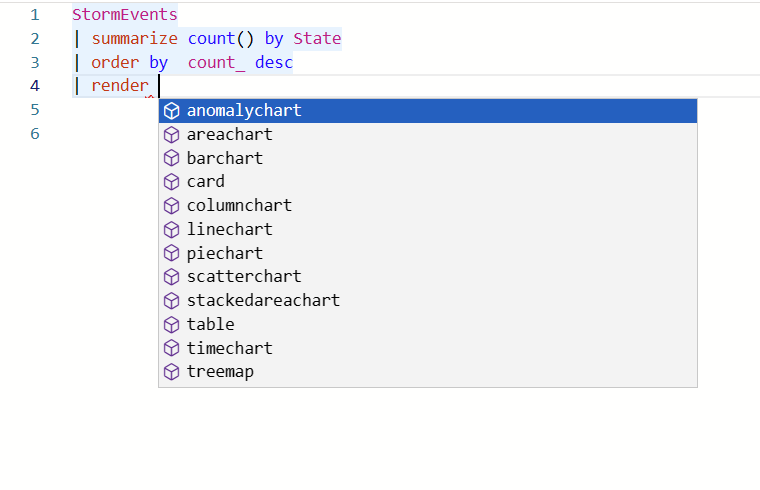 1 StormEvents
2 | summarize count() by State
3 | order by  count_ desc
4 | render
5
6
anomalychart
areachart
barchart
card
columnchart
linechart
piechart
scatterchart
stackedareachart
table
timechart
treemap